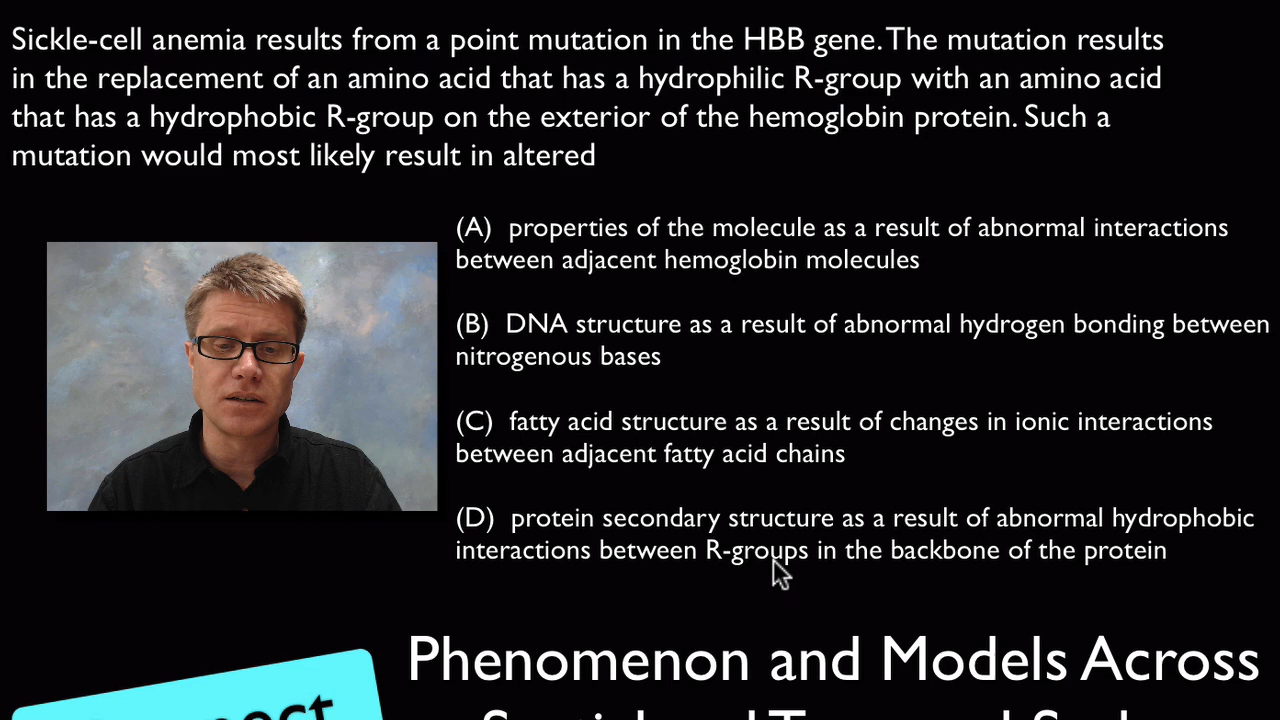 Sickle-cell anemia results from a point mutation in the HBB gene. The mutation results
in the replacement of an amino acid that has a hydrophilic R-group with an amino acid
that has a hydrophobic R-group on the exterior of the hemoglobin protein. Such a
mutation would most likely result in altered
(A) properties of the molecule as a result of abnormal interactions
between adjacent hemoglobin molecules
(B) DNA structure as a result of abnormal hydrogen bonding between
nitrogenous bases
(C) fatty acid structure as a result of changes in ionic interactions
between adjacent fatty acid chains
(D) protein secondary structure as a result of abnormal hydrophobic
interactions between R-groups in the backbone of the protein
Phenomenon and Models Across